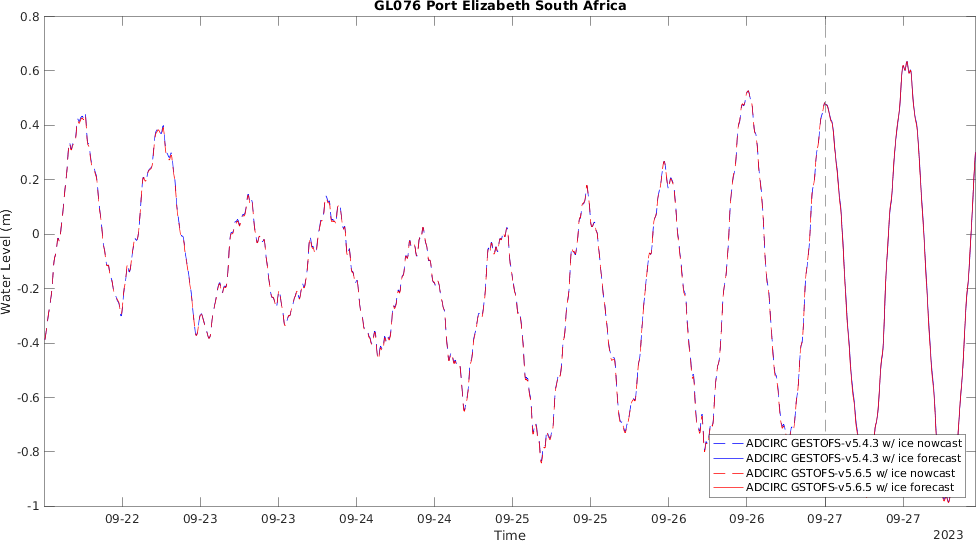 GL076 Port Elizabeth South Africa
0.8
0.6
0.4
0.2
0
-0.2
-0.4
-0.6
-0.8
-1
Water Level (m)
ADCIRC GESTOFS-v5.4.3 w/ ice nowcast
ADCIRC GESTOFS-v5.4.3 w/ ice forecast
ADCIRC GSTOFS-v5.6.5 w/ ice nowcast
ADCIRC GSTOFS-v5.6.5 w/ ice forecast
09-22 09-23 09-23 09-24 09-24 09-25 09-25 09-26 09-26 09-27 09-27
Time 2023